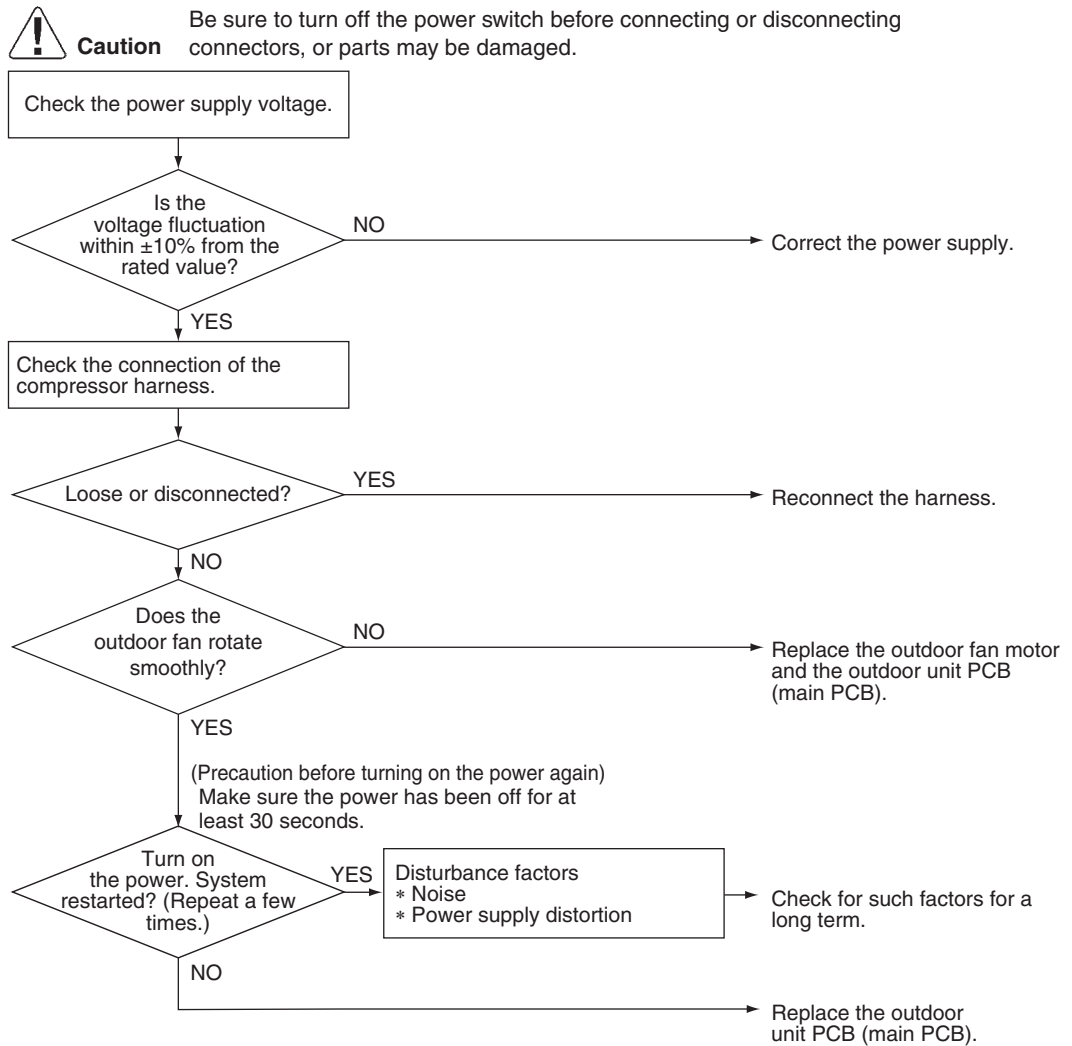 Be sure to turn off the power switch before connecting or disconnecting
Caution connectors, or parts may be damaged.
Check the power supply voltage.
Is the
voltage fluctuation
within ±10% from the
rated value?
NO
Correct the power supply.
YES
Check the connection of the
compressor harness.
Loose or disconnected?
YES
Reconnect the harness.
NO
Does the
outdoor fan rotate
smoothly?
NO
Replace the outdoor fan motor
and the outdoor unit PCB
(main PCB).
YES
(Precaution before turning on the power again)
Make sure the power has been off for at
least 30 seconds.
Turn on
the power. System
restarted? (Repeat a few
times.)
YES
Disturbance factors
* Noise
* Power supply distortion
Check for such factors for a
long term.
NO
Replace the outdoor
unit PCB (main PCB).